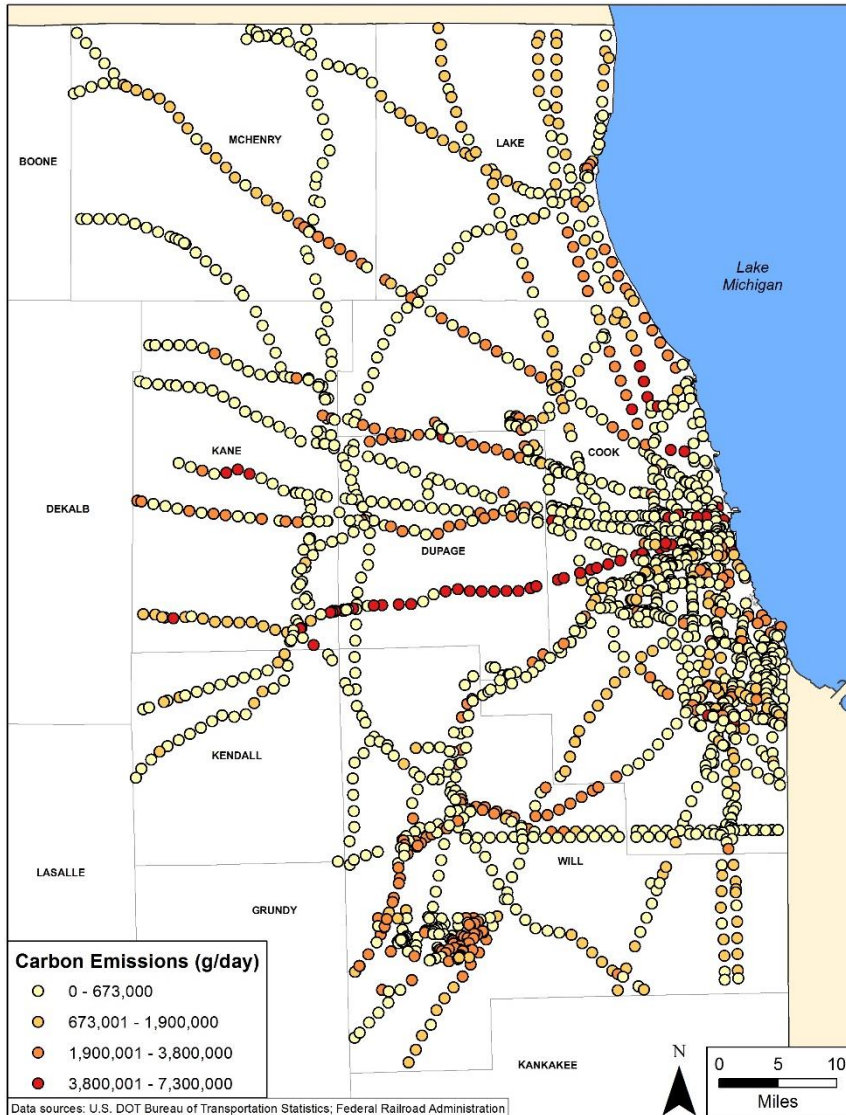 BOONE
MCHENRY
LAKE
Lake
Michigan
DEKALB
KANE
COOK
DUPAGE
KENDALL
LASALLE
GRUNDY
WILL
KANKAKEE
Carbon Emissions (g/day)
0 - 673,000
673,001 - 1,900,000
1,900,001 - 3,800,000
3,800,001 - 7,300,000
N
0 5 10
Miles
Data sources: U.S. DOT Bureau of Transportation Statistics; Federal Railroad Administration